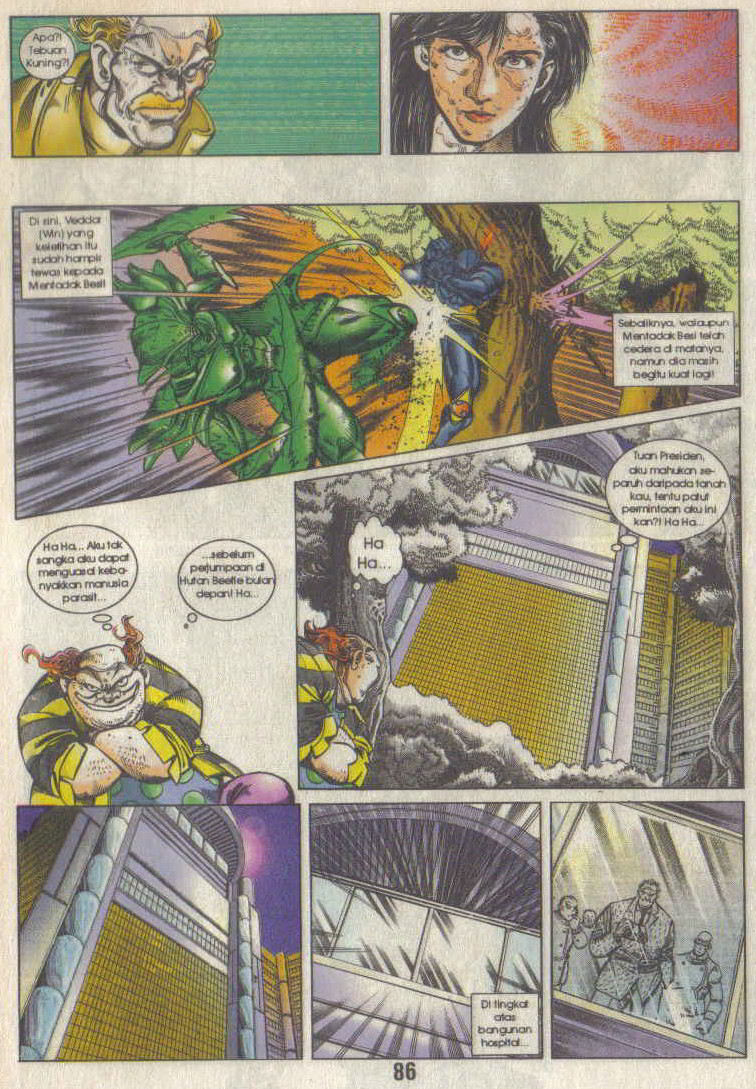 Apa?!
Tebuan
Kuning?!
Di sini, Veddar
(Win) yang
keletihan itu
sudah hampir
tewas kepada
Mentadak Besi!
Sebaliknya, walaupun
Mentadak Besi telah
cedera di matanya,
namun dia masih
begitu kuat lagi!
Tuan Presiden,
aku mahukan se-
paruh daripada tanah
kau, tentu patut
permintaan aku ini
kan?! Ha Ha...
Ha
Ha...
Ha Ha... Aku tak
sangka aku dapat
menguasai keba-
nyakkan manusia
parasit...
...sebelum
perjumpaan di
Hutan Beetle bulan
depan! Ha...
Di tingkat
atas
bangunan
hospital...
86